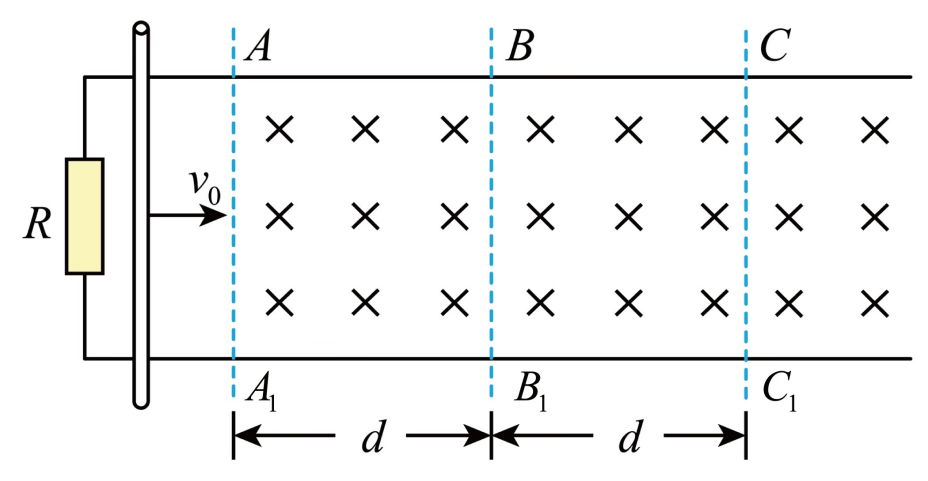 A B C
v₀
R
A₁ B₁ C₁
d d